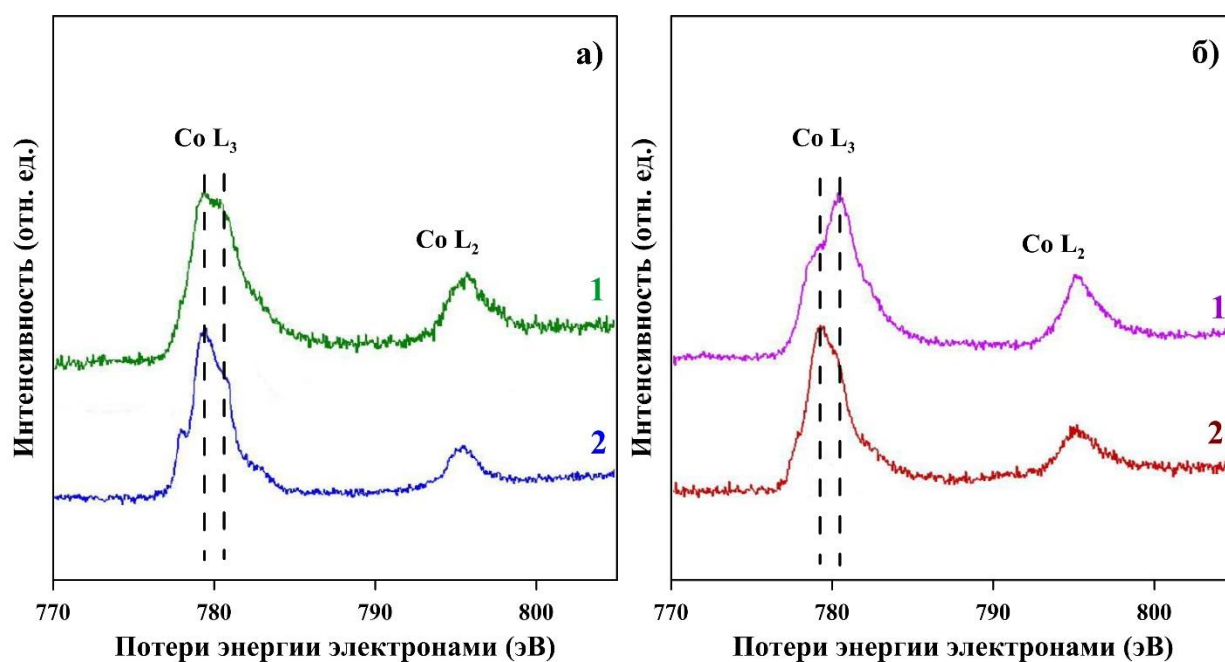 а)
Co L₃
Co L₂
1
2
Интенсивность (отн. ед.)
770 780 790 800
Потери энергии электронами (эВ)
б)
Co L₃
Co L₂
1
2
Интенсивность (отн. ед.)
770 780 790 800
Потери энергии электронами (эВ)